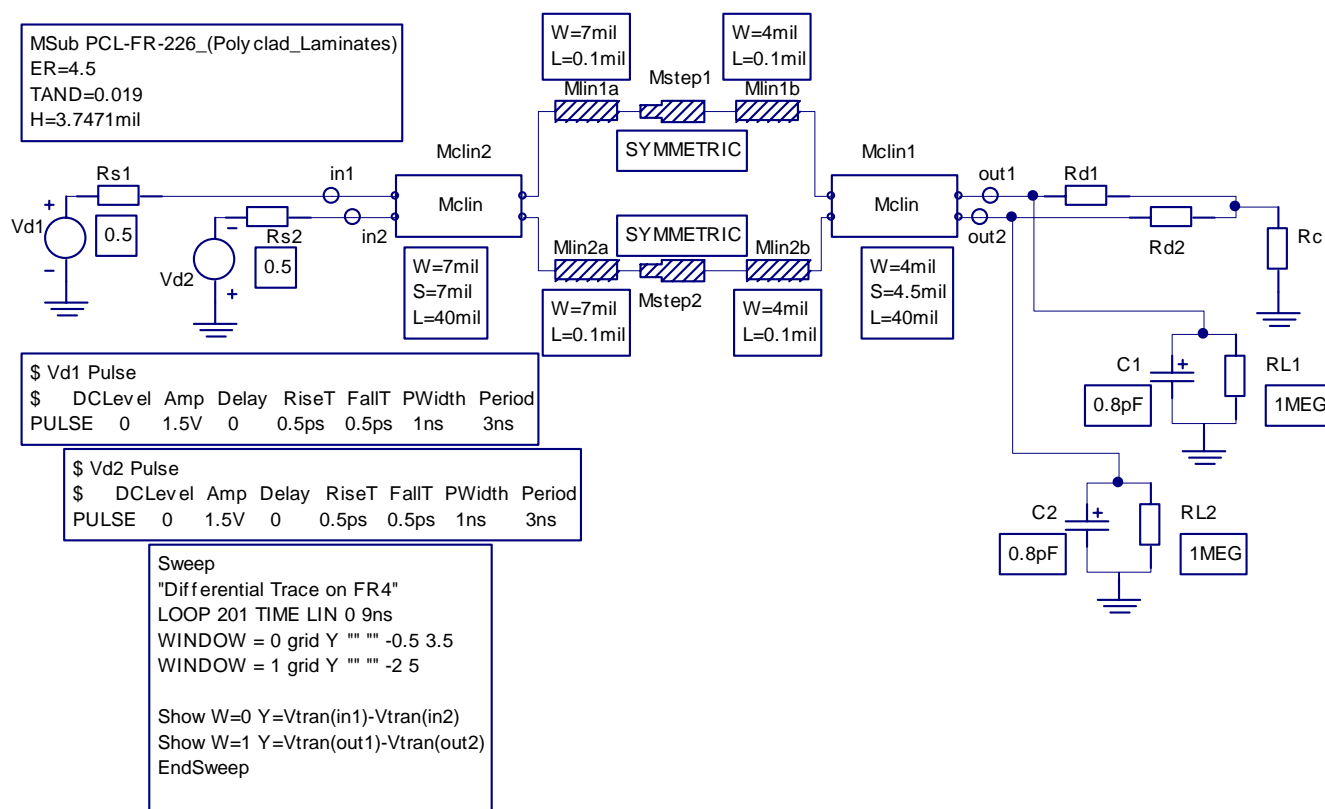 MSub PCL-FR-226_(Polyclad_Laminates)
ER=4.5
TAND=0.019
H=3.7471mil
W=7mil
L=0.1mil
W=4mil
L=0.1mil
Mstep1
Mlin1a
Mlin1b
SYMMETRIC
Mclin2
Mclin1
Rs1
in1
out1
Rd1
+
Mclin
Mclin
Vd1
0.5
-
Rs2
in2
SYMMETRIC
out2
Rd2
Rc
-
Mlin2a
Mlin2b
Vd2
0.5
+
Mstep2
W=7mil
S=7mil
L=40mil
W=7mil
L=0.1mil
W=4mil
L=0.1mil
W=4mil
S=4.5mil
L=40mil
$ Vd1 Pulse
$ DCLevel Amp Delay RiseT FallT PWidth Period
PULSE 0 1.5V 0 0.5ps 0.5ps 1ns 3ns
C1
+
RL1
0.8pF
1MEG
$ Vd2 Pulse
$ DCLevel Amp Delay RiseT FallT PWidth Period
PULSE 0 1.5V 0 0.5ps 0.5ps 1ns 3ns
C2
+
RL2
0.8pF
1MEG
Sweep
"Differential Trace on FR4"
LOOP 201 TIME LIN 0 9ns
WINDOW = 0 grid Y "" "" -0.5 3.5
WINDOW = 1 grid Y "" "" -2 5
Show W=0 Y=Vtran(in1)-Vtran(in2)
Show W=1 Y=Vtran(out1)-Vtran(out2)
EndSweep